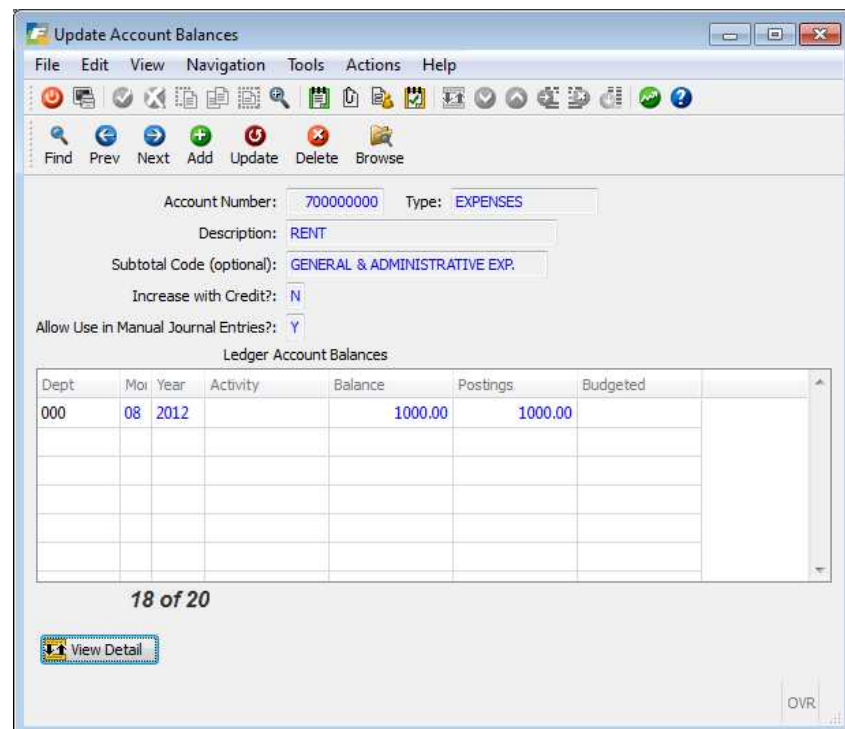 Update Account Balances
File Edit View Navigation Tools Actions Help
Find Prev Next Add Update Delete Browse
Account Number: 700000000 Type: EXPENSES
Description: RENT
Subtotal Code (optional): GENERAL & ADMINISTRATIVE EXP.
Increase with Credit?: N
Allow Use in Manual Journal Entries?: Y
Ledger Account Balances
Dept Mo Year Activity Balance Postings Budgeted
000 08 2012 1000.00 1000.00
18 of 20
View Detail
OVR